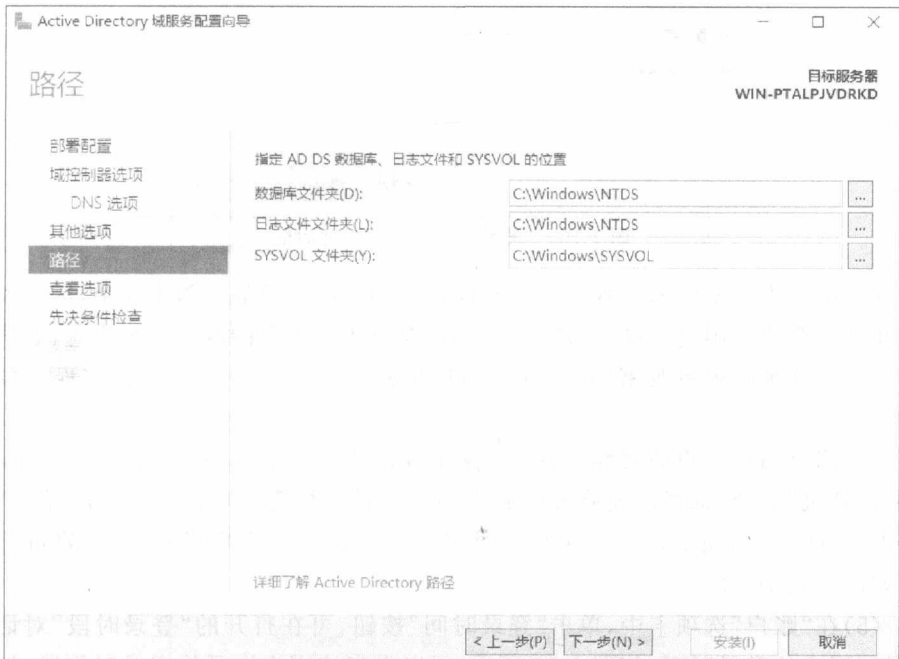 Active Directory 域服务配置向导
路径
目标服务器
WIN-PTALPJVDRKD
部署配置
域控制器选项
DNS 选项
其他选项
路径
查看选项
先决条件检查
指定 AD DS 数据库、日志文件和 SYSVOL 的位置
数据库文件夹(D):
C:\Windows\NTDS
...
日志文件文件夹(L):
C:\Windows\NTDS
...
SYSVOL 文件夹(Y):
C:\Windows\SYSVOL
...
详细了解 Active Directory 路径
< 上一步(P)
下一步(N) >
安装(I)
取消